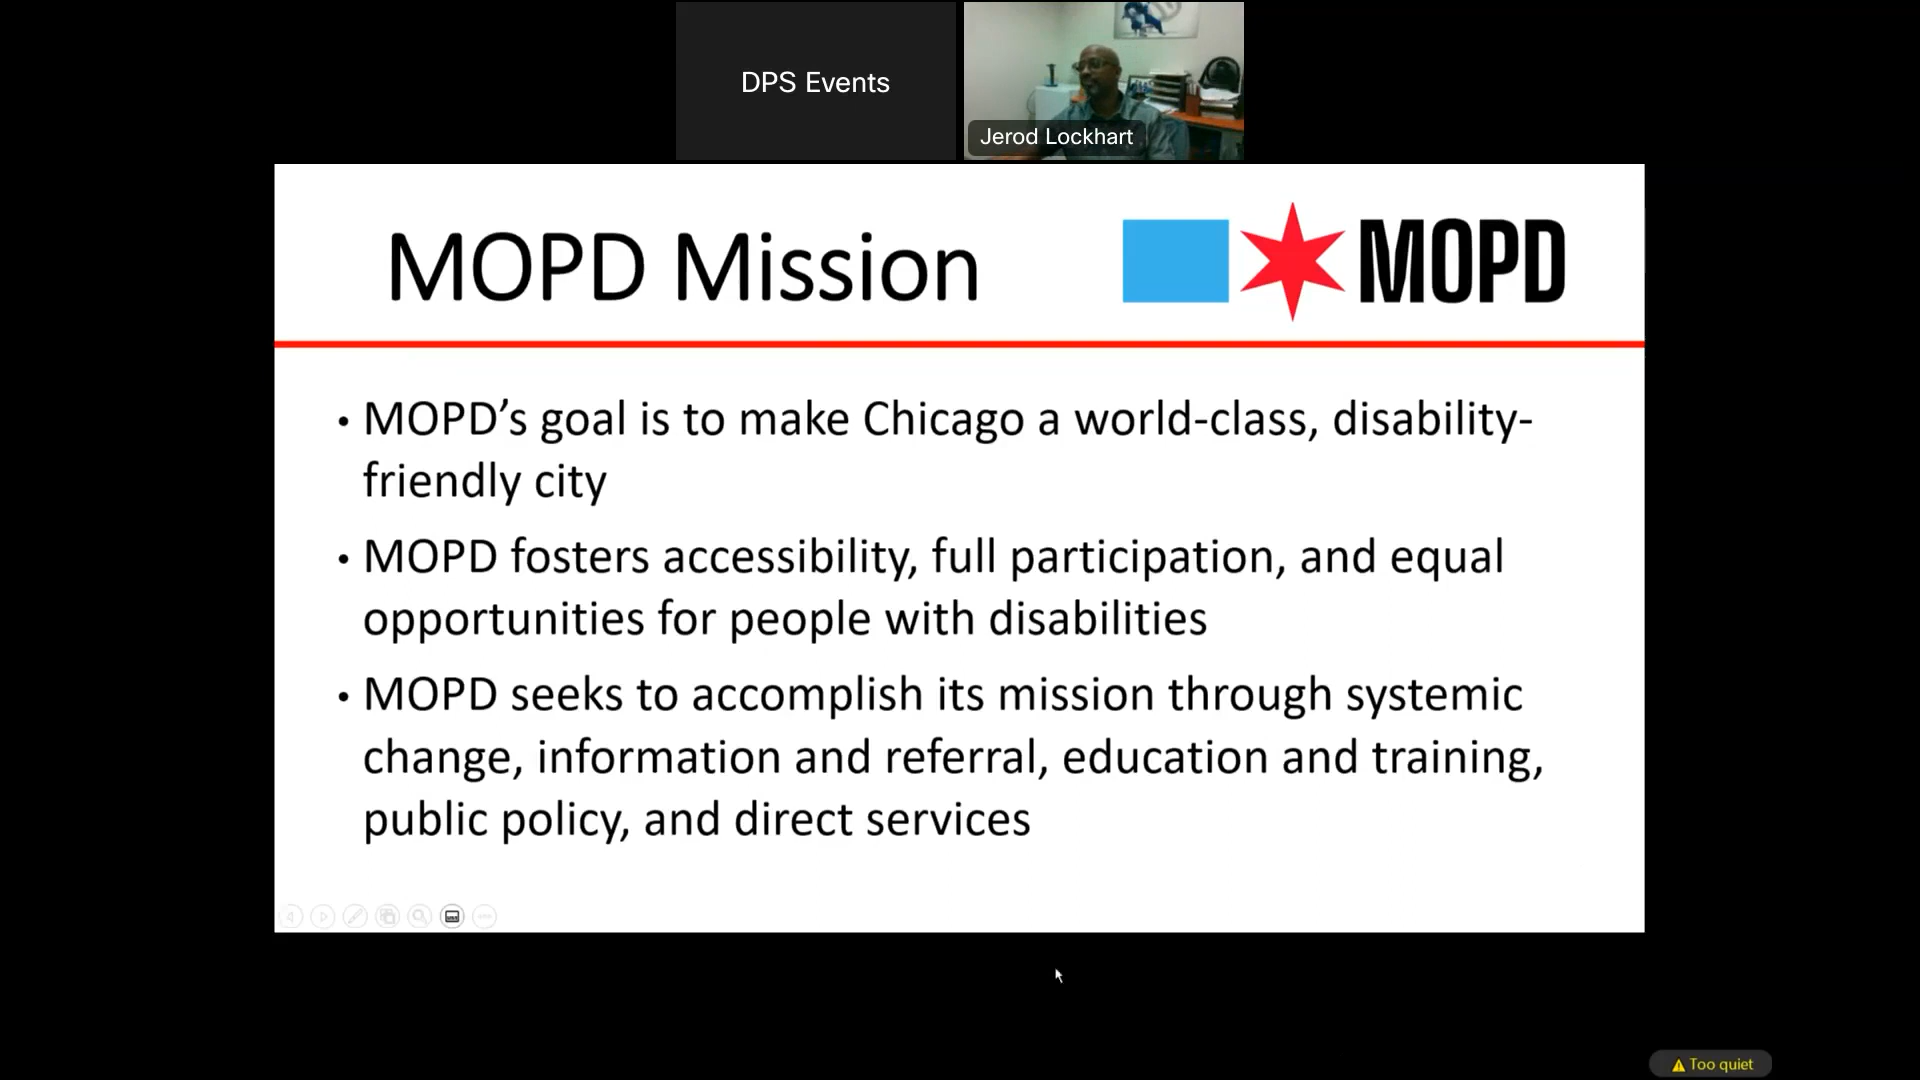 DPS Events
Jerod Lockhart
MOPD Mission
MOPD
• MOPD’s goal is to make Chicago a world-class, disability-
friendly city
• MOPD fosters accessibility, full participation, and equal
opportunities for people with disabilities
• MOPD seeks to accomplish its mission through systemic
change, information and referral, education and training,
public policy, and direct services
Too quiet